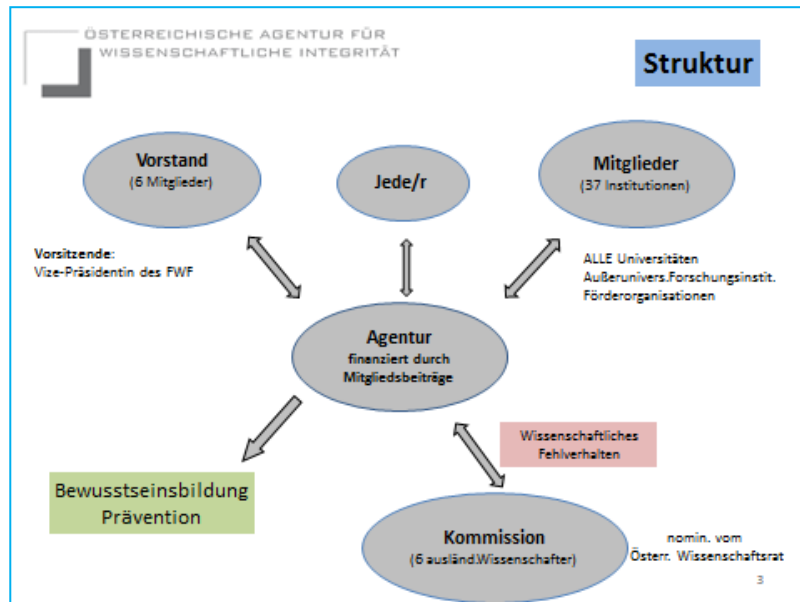 ÖSTERREICHISCHE AGENTUR FÜR
WISSENSCHAFTLICHE INTEGRITÄT
Struktur
Vorstand
(6 Mitglieder)
Jede/r
Mitglieder
(37 Institutionen)
Vorsitzende:
Vize-Präsidentin des FWF
ALLE Universitäten
Außerunivers.Forschungsinstit.
Förderorganisationen
Agentur
finanziert durch
Mitgliedsbeiträge
Wissenschaftliches
Fehlverhalten
Bewusstseinsbildung
Prävention
Kommission
(6 ausländ.Wissenschafter)
nomin. vom
Österr. Wissenschaftsrat
3